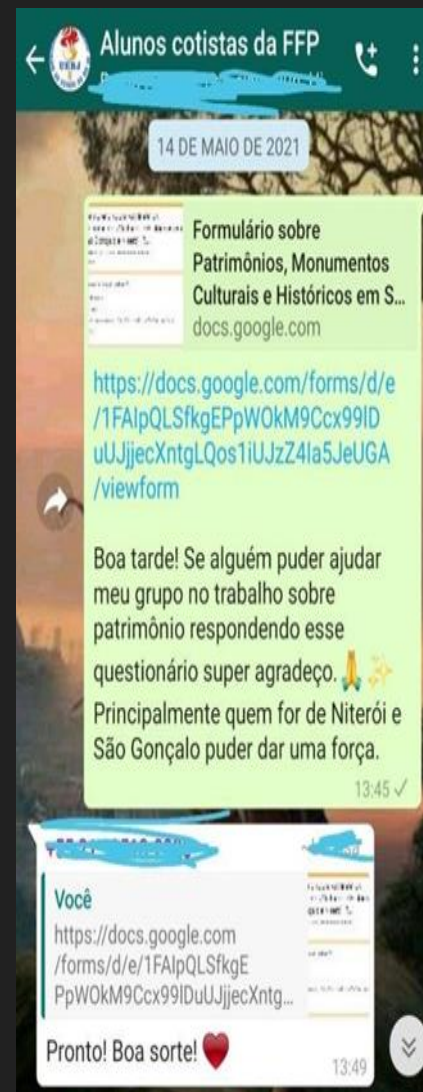 Alunos cotistas da FFP
UERJ
14 DE MAIO DE 2021
Formulário sobre
Patrimônios, Monumentos
Culturais e Históricos em S...
docs.google.com
https://docs.google.com/forms/d/e
/1FAIpQLSfkgEPpWOkM9Ccx99ID
uUJjjecXntgLQos1iUJzZ4Ia5JeUGA
/viewform
Boa tarde! Se alguém puder ajudar
meu grupo no trabalho sobre
patrimônio respondendo esse
questionário super agradeço. 🙏 ✨
Principalmente quem for de Niterói e
São Gonçalo puder dar uma força.
13:45 ✓
Você
https://docs.google.com
/forms/d/e/1FAIpQLSfkgE
PpWOkM9Ccx99IDuUJjjecXntg...
Pronto! Boa sorte! ❤️
13:49